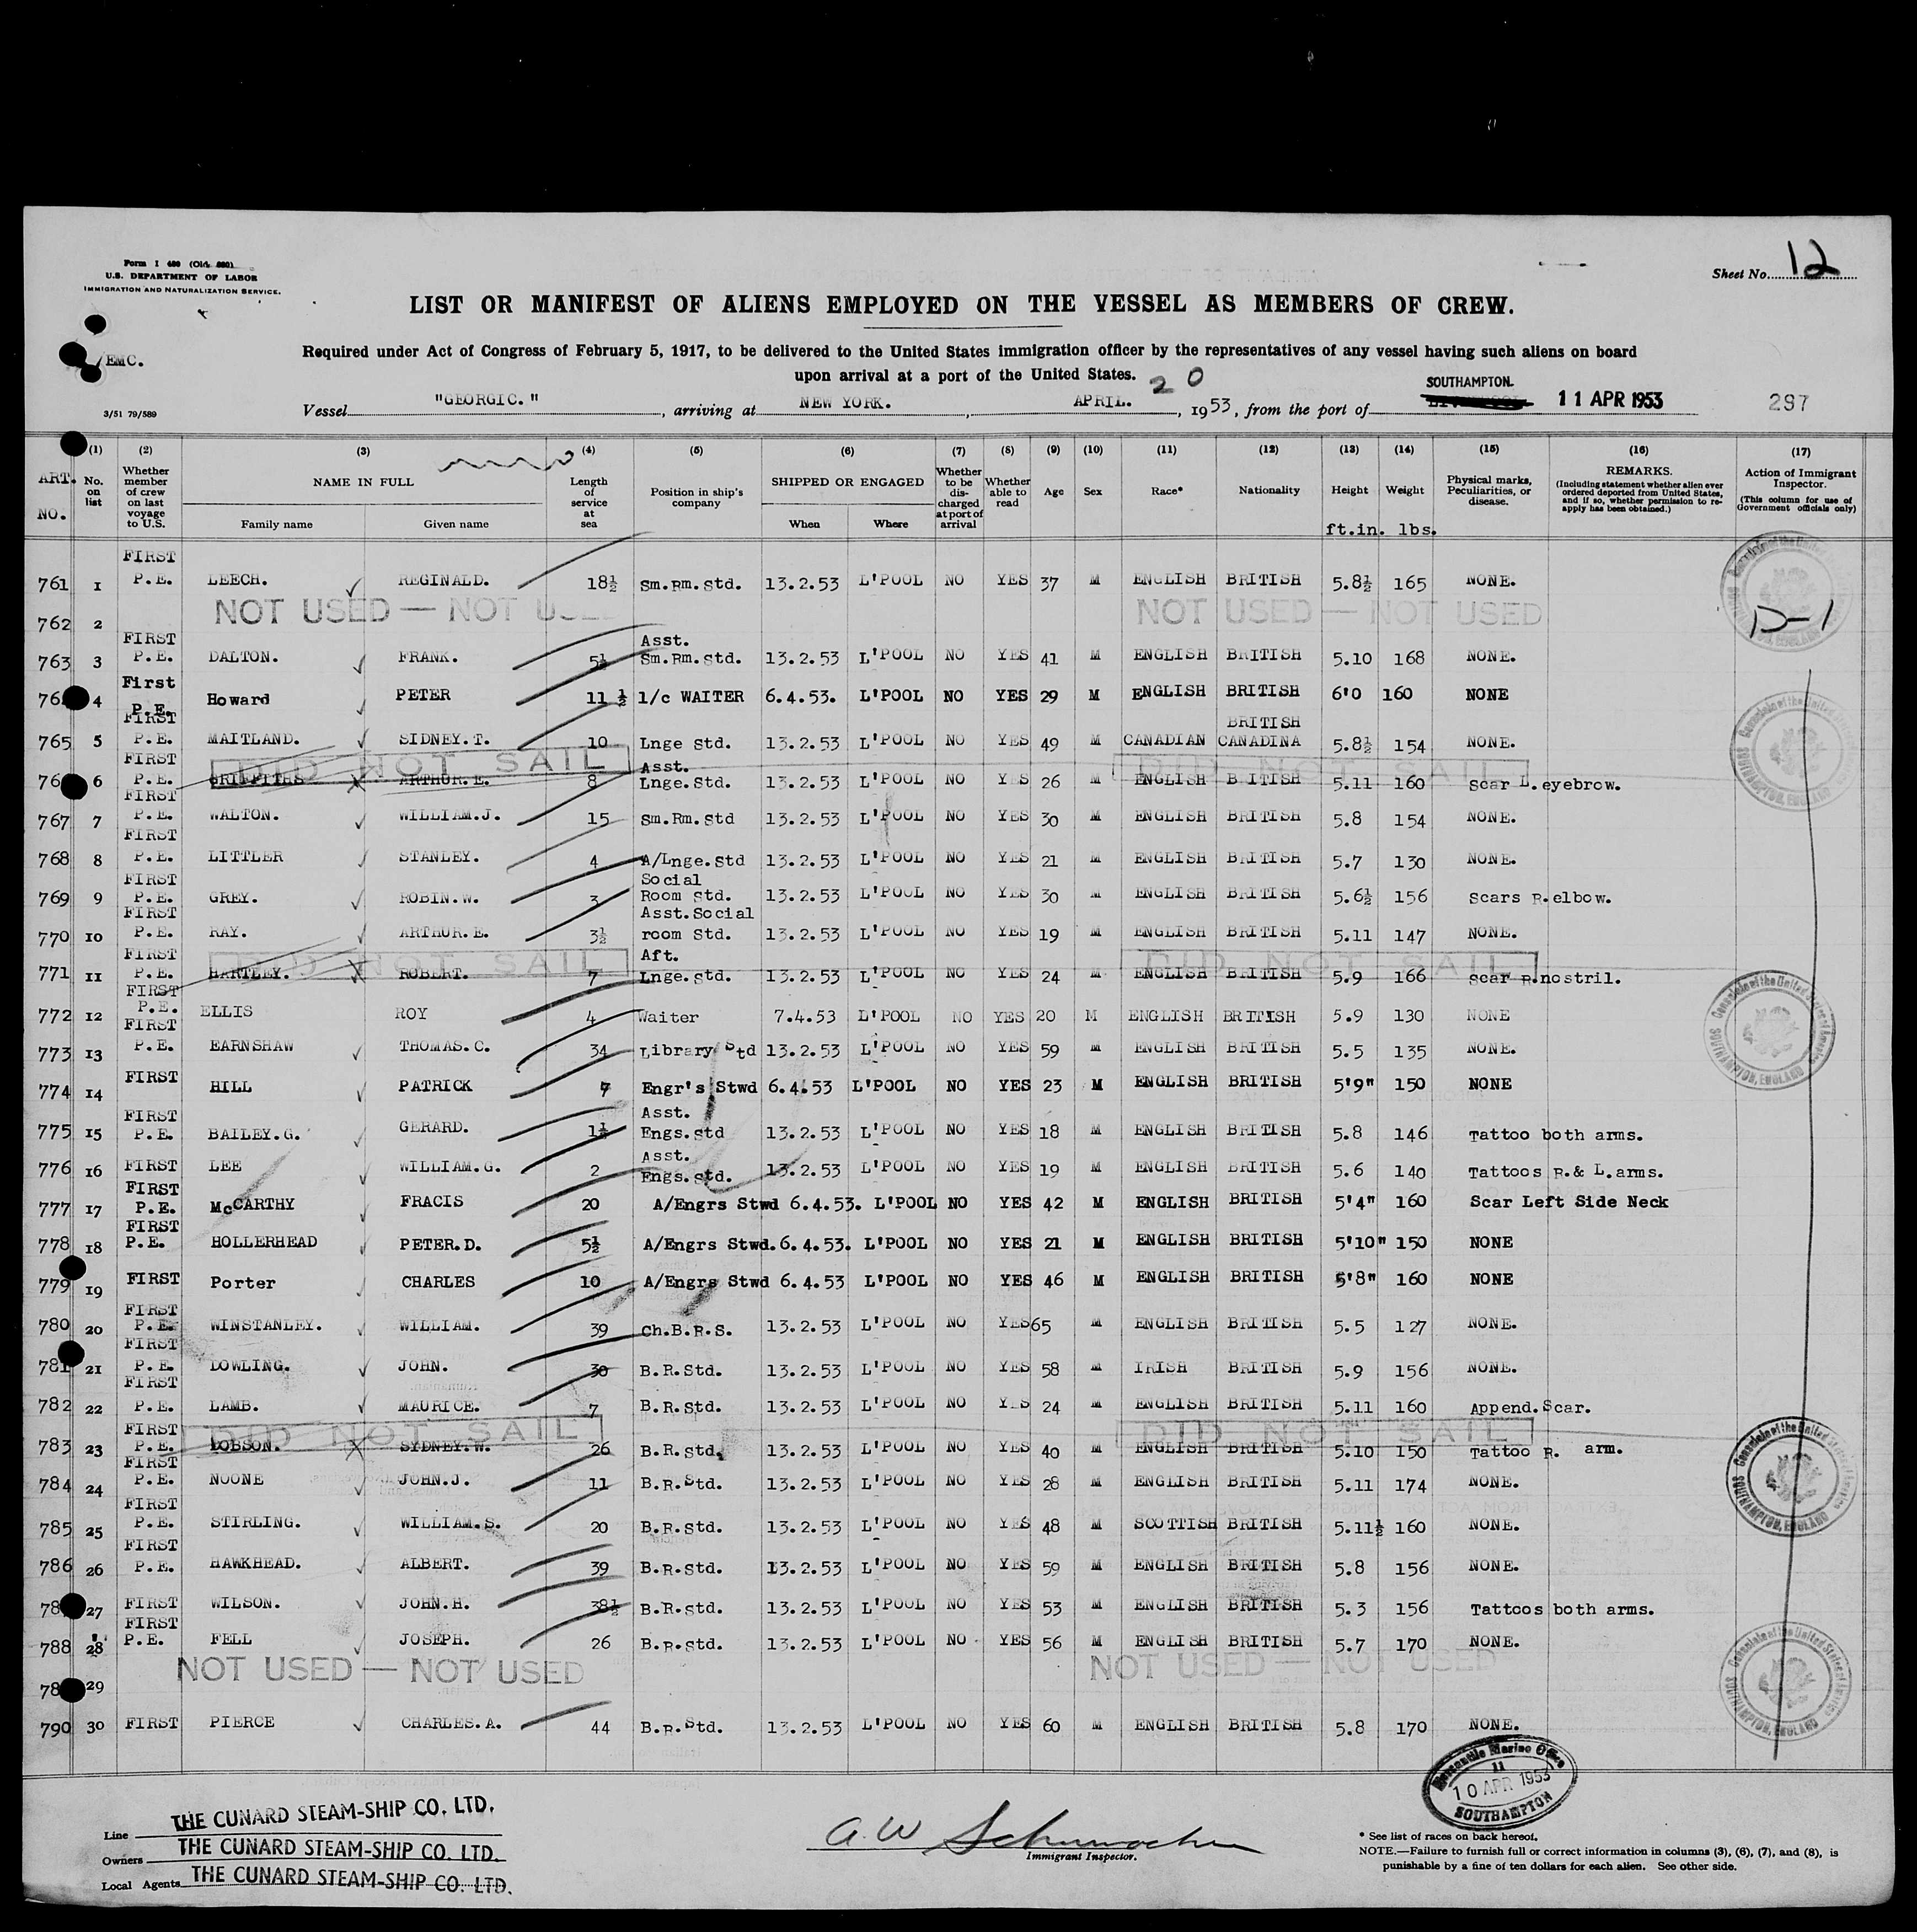 Sheet No. 12
Form I 480 (Old 680)
U.S. DEPARTMENT OF LABOR
IMMIGRATION AND NATURALIZATION SERVICE.
LIST OR MANIFEST OF ALIENS EMPLOYED ON THE VESSEL AS MEMBERS OF CREW.
EMC.
Required under Act of Congress of February 5, 1917, to be delivered to the United States immigration officer by the representatives of any vessel having such aliens on board
upon arrival at a port of the United States.
3/51 79/589
Vessel "GEORGIC.", arriving at NEW YORK., APRIL. 20, 1953, from the port of SOUTHAMPTON. 11 APR 1953 297
(1) (2) (3) (4) (5) (6) (7) (8) (9) (10) (11) (12) (13) (14) (15) (16) (17)
ART. NO. No. on list Whether member of crew on last voyage to U.S. NAME IN FULL Family name Given name Length of service at sea Position in ship's company SHIPPED OR ENGAGED When Where Whether to be discharged at port of arrival Whether able to read Age Sex Race* Nationality Height Weight Physical marks, Peculiarities, or disease. REMARKS. (Including statement whether alien ever ordered deported from United States, and if so, whether permission to reapply has been obtained.) Action of Immigrant Inspector. (This column for use of Government officials only)
ft.in. lbs.
761 1 FIRST P.E. LEECH. REGINALD. 18½ Sm.Rm.Std. 13.2.53 L'POOL NO YES 37 M ENGLISH BRITISH 5.8½ 165 NONE.
762 2 NOT USED — NOT USED NOT USED — NOT USED D-1
763 3 FIRST P.E. DALTON. FRANK. 5½ Asst. Sm.Rm.std. 13.2.53 L'POOL NO YES 41 M ENGLISH BRITISH 5.10 168 NONE.
76 4 First P.E. Howard PETER 11 ½ 1/c WAITER 6.4.53. L'POOL NO YES 29 M ENGLISH BRITISH 6'0 160 NONE
765 5 FIRST P.E. MAITLAND. SIDNEY.T. 10 Lnge Std. 13.2.53 L'POOL NO YES 49 M CANADIAN BRITISH CANADINA 5.8½ 154 NONE.
76 6 FIRST P.E. GRIFFITHS ARTHUR.E. 8 Asst. Lnge.Std. 13.2.53 L'POOL NO YES 26 M ENGLISH BRITISH 5.11 160 Scar L.eyebrow.
DID NOT SAIL DID NOT SAIL
767 7 FIRST P.E. WALTON. WILLIAM.J. 15 Sm.Rm.Std 13.2.53 L'POOL NO YES 30 M ENGLISH BRITISH 5.8 154 NONE.
768 8 FIRST P.E. LITTLER STANLEY. 4 A/Lnge.Std 13.2.53 L'POOL NO YES 21 M ENGLISH BRITISH 5.7 130 NONE.
769 9 FIRST P.E. GREY. ROBIN.W. 3 Social Room Std. 13.2.53 L'POOL NO YES 30 M ENGLISH BRITISH 5.6½ 156 Scars R.elbow.
770 10 FIRST P.E. RAY. ARTHUR.E. 3½ Asst.Social room Std. 13.2.53 L'POOL NO YES 19 M ENGLISH BRITISH 5.11 147 NONE.
771 11 FIRST P.E. HARTLEY. ROBERT. 7 Aft. Lnge.std. 13.2.53 L'POOL NO YES 24 M ENGLISH BRITISH 5.9 166 Scar R.nostril.
DID NOT SAIL DID NOT SAIL
772 12 FIRST P.E. ELLIS ROY 4 Waiter 7.4.53 L'POOL NO YES 20 M ENGLISH BRITISH 5.9 130 NONE
773 13 FIRST P.E. EARNSHAW THOMAS.C. 34 Library Std 13.2.53 L'POOL NO YES 59 M ENGLISH BRITISH 5.5 135 NONE.
774 14 FIRST HILL PATRICK 7 Engr's Stwd 6.4.53 L'POOL NO YES 23 M ENGLISH BRITISH 5'9" 150 NONE
775 15 FIRST P.E. BAILEY.G. GERARD. 1½ Asst. Engs.std 13.2.53 L'POOL NO YES 18 M ENGLISH BRITISH 5.8 146 Tattoo both arms.
776 16 FIRST LEE WILLIAM.G. 2 Asst. Engs.std. 13.2.53 L'POOL NO YES 19 M ENGLISH BRITISH 5.6 140 Tattoos R.& L.arms.
777 17 FIRST P.E. McCARTHY FRACIS 20 A/Engrs Stwd 6.4.53. L'POOL NO YES 42 M ENGLISH BRITISH 5'4" 160 Scar Left Side Neck
778 18 FIRST P.E. HOLLERHEAD PETER.D. 5½ A/Engrs Stwd. 6.4.53. L'POOL NO YES 21 M ENGLISH BRITISH 5'10" 150 NONE
779 19 FIRST Porter CHARLES 10 A/Engrs Stwd 6.4.53 L'POOL NO YES 46 M ENGLISH BRITISH 5'8" 160 NONE
780 20 FIRST P.E. WINSTANLEY. WILLIAM. 39 Ch.B.R.S. 13.2.53 L'POOL NO YES 65 M ENGLISH BRITISH 5.5 127 NONE.
781 21 FIRST P.E. DOWLING. JOHN. 30 B.R.Std. 13.2.53 L'POOL NO YES 58 M IRISH BRITISH 5.9 156 NONE.
782 22 FIRST P.E. LAMB. MAURICE. 7 B.R.std. 13.2.53 L'POOL NO YES 24 M ENGLISH BRITISH 5.11 160 Append.Scar.
783 23 FIRST P.E. DOBSON. SYDNEY.W. 26 B.R.std. 13.2.53 L'POOL NO YES 40 M ENGLISH BRITISH 5.10 150 Tattoo R. arm.
DID NOT SAIL DID NOT SAIL
784 24 FIRST P.E. NOONE JOHN.J. 11 B.R.Std. 13.2.53 L'POOL NO YES 28 M ENGLISH BRITISH 5.11 174 NONE.
785 25 FIRST P.E. STIRLING. WILLIAM.S. 20 B.R.std. 13.2.53 L'POOL NO YES 48 M SCOTTISH BRITISH 5.11½ 160 NONE.
786 26 FIRST P.E. HAWKHEAD. ALBERT. 39 B.R.std. 13.2.53 L'POOL NO YES 59 M ENGLISH BRITISH 5.8 156 NONE.
78 27 FIRST WILSON. JOHN.H. 38½ B.R.std. 13.2.53 L'POOL NO YES 53 M ENGLISH BRITISH 5.3 156 Tattoos both arms.
788 28 FIRST P.E. FELL JOSEPH. 26 B.R.std. 13.2.53 L'POOL NO YES 56 M ENGLISH BRITISH 5.7 170 NONE.
78 29 NOT USED — NOT USED NOT USED — NOT USED
790 30 FIRST PIERCE CHARLES.A. 44 B.R.Std. 13.2.53 L'POOL NO YES 60 M ENGLISH BRITISH 5.8 170 NONE.
Consulate of the United States of America SOUTHAMPTON, ENGLAND
Mercantile Marine Office
11
10 APR 1953
SOUTHAMPTON
Line THE CUNARD STEAM-SHIP CO. LTD.
Owners THE CUNARD STEAM-SHIP CO. LTD.
Local Agents THE CUNARD STEAM-SHIP CO. LTD.
A.W Schumacher
Immigrant Inspector.
* See list of races on back hereof.
NOTE.—Failure to furnish full or correct information in columns (3), (6), (7), and (8), is
punishable by a fine of ten dollars for each alien. See other side.